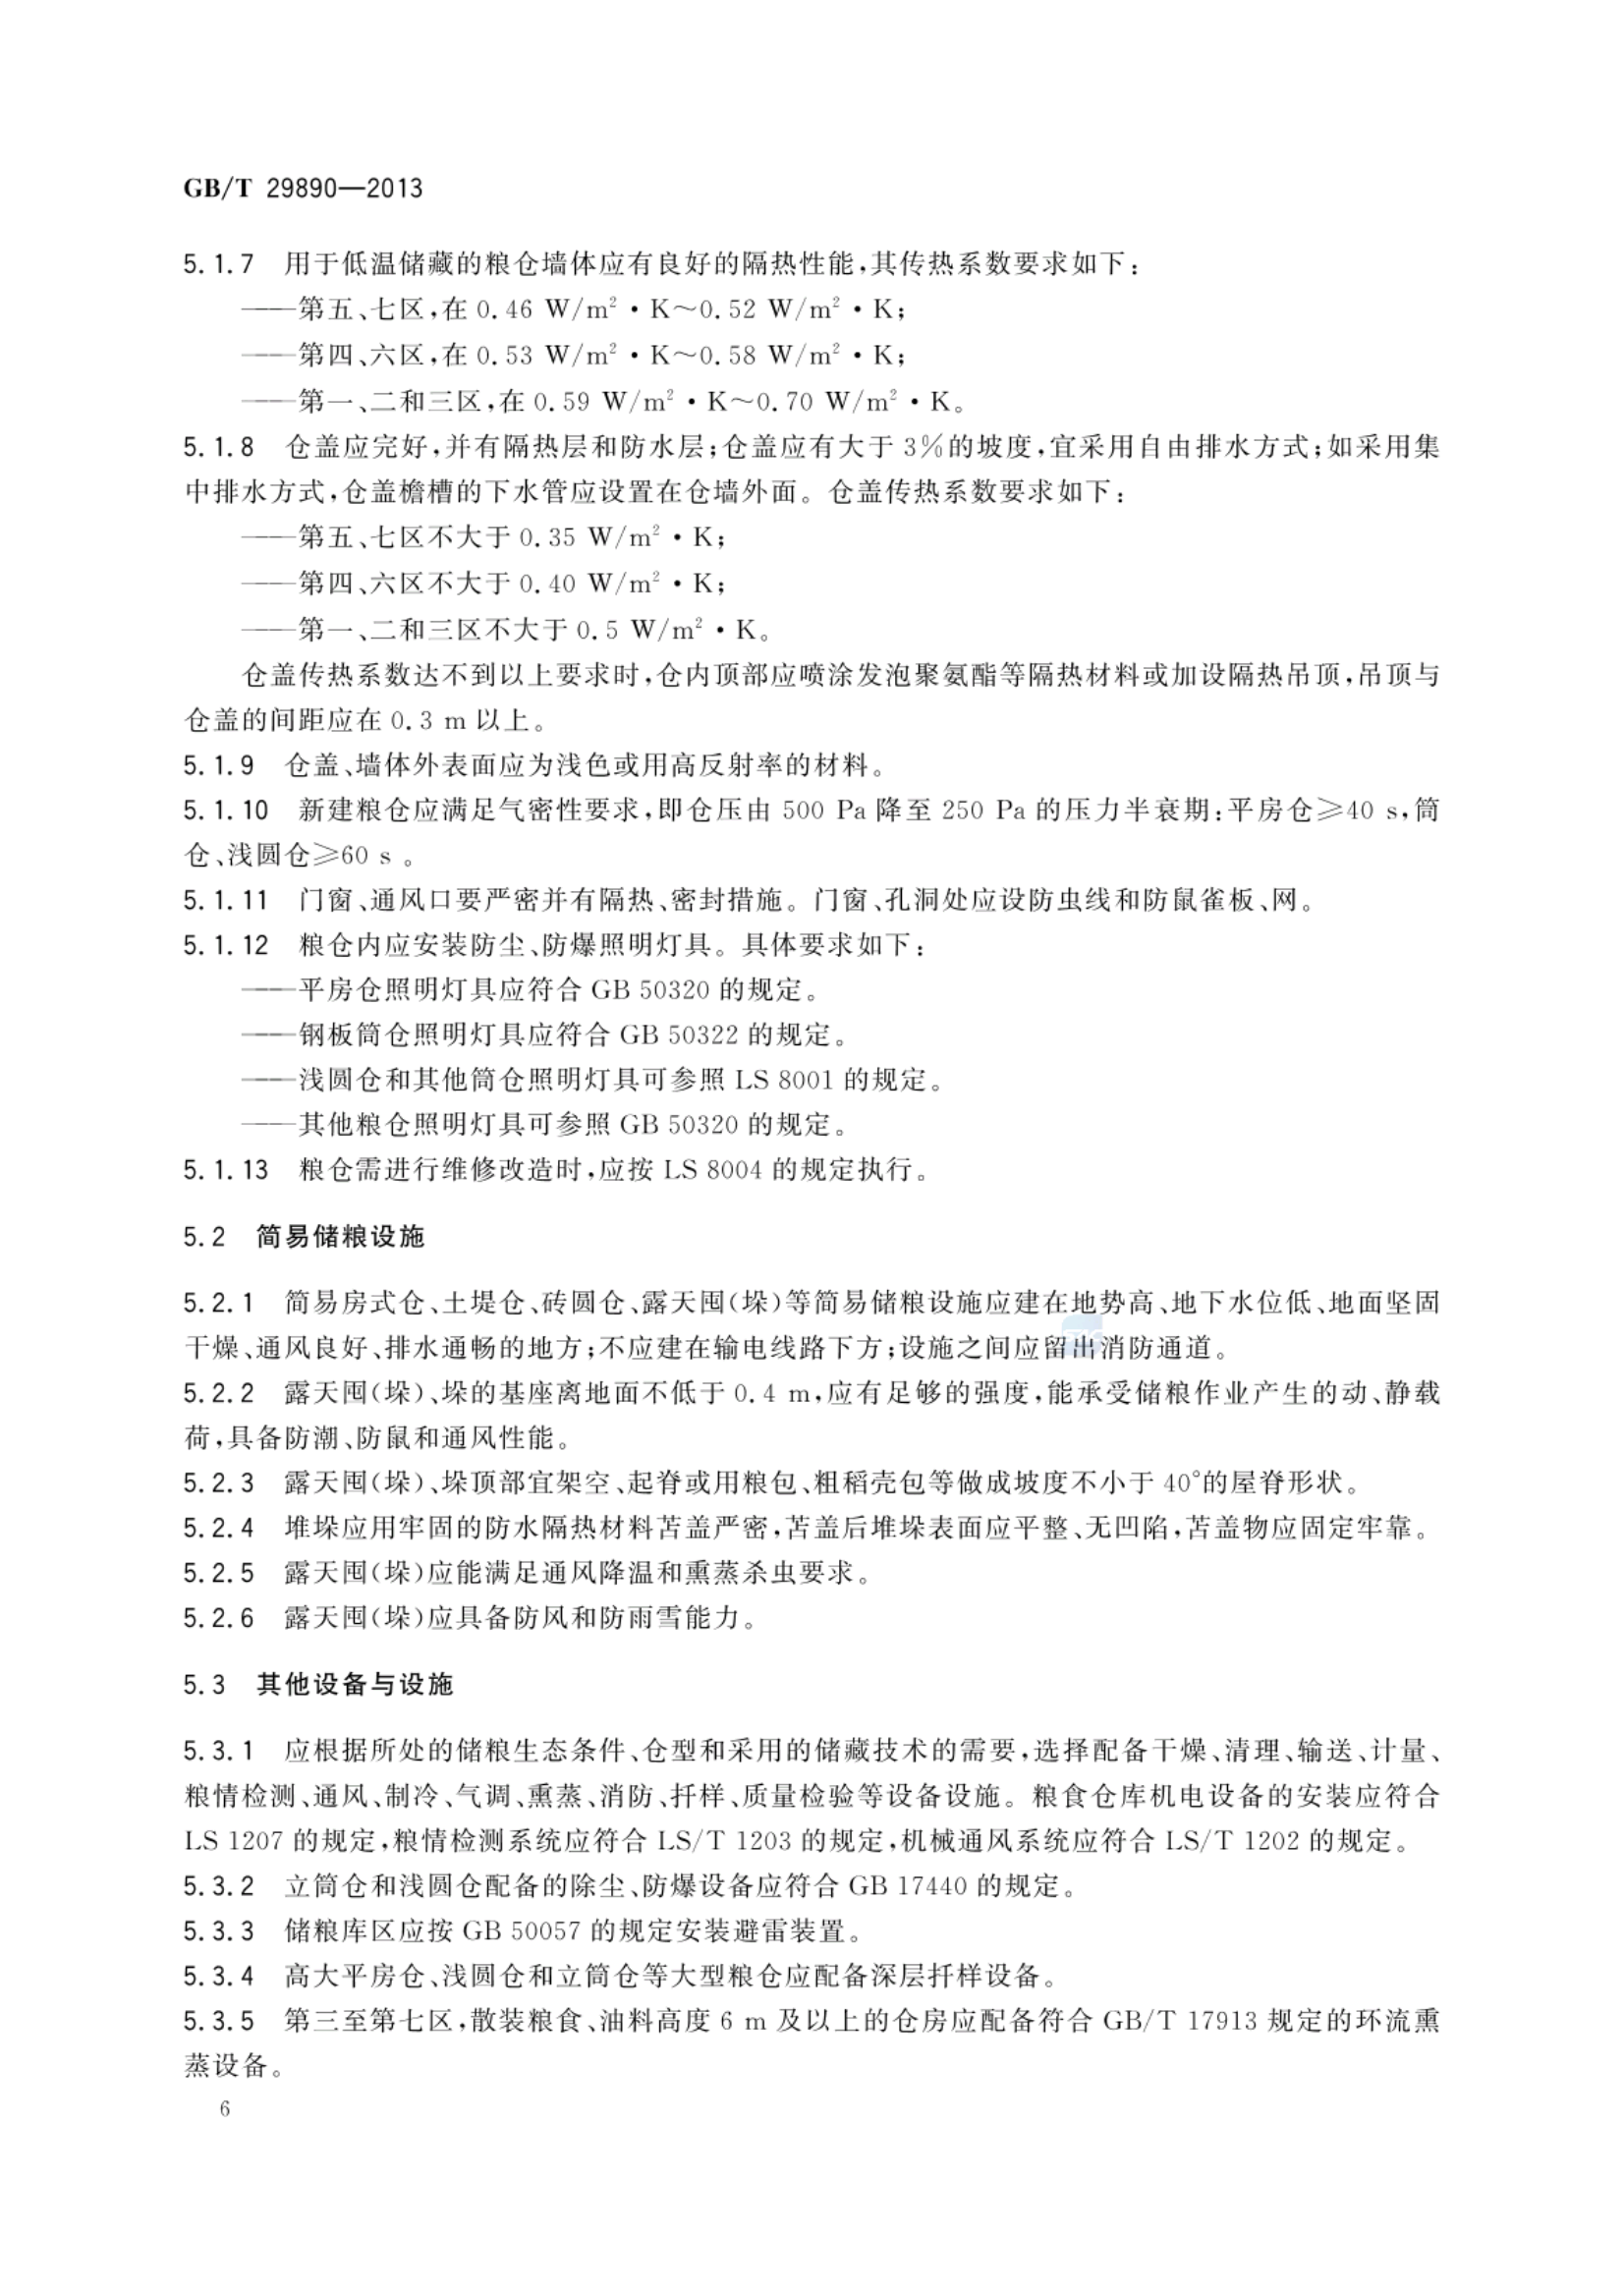 GB/T 29890—2013
5.1.7 用于低温储藏的粮仓墙体应有良好的隔热性能,其传热系数要求如下:
——第五、七区,在 0.46 W/m²·K～0.52 W/m²·K;
——第四、六区,在 0.53 W/m²·K～0.58 W/m²·K;
——第一、二和三区,在 0.59 W/m²·K～0.70 W/m²·K。
5.1.8 仓盖应完好,并有隔热层和防水层;仓盖应有大于 3%的坡度,宜采用自由排水方式;如采用集
中排水方式,仓盖檐槽的下水管应设置在仓墙外面。仓盖传热系数要求如下:
——第五、七区不大于 0.35 W/m²·K;
——第四、六区不大于 0.40 W/m²·K;
——第一、二和三区不大于 0.5 W/m²·K。
仓盖传热系数达不到以上要求时,仓内顶部应喷涂发泡聚氨酯等隔热材料或加设隔热吊顶,吊顶与
仓盖的间距应在 0.3 m 以上。
5.1.9 仓盖、墙体外表面应为浅色或用高反射率的材料。
5.1.10 新建粮仓应满足气密性要求,即仓压由 500 Pa 降至 250 Pa 的压力半衰期:平房仓≥40 s,筒
仓、浅圆仓≥60 s 。
5.1.11 门窗、通风口要严密并有隔热、密封措施。门窗、孔洞处应设防虫线和防鼠雀板、网。
5.1.12 粮仓内应安装防尘、防爆照明灯具。具体要求如下:
——平房仓照明灯具应符合 GB 50320 的规定。
——钢板筒仓照明灯具应符合 GB 50322 的规定。
——浅圆仓和其他筒仓照明灯具可参照 LS 8001 的规定。
——其他粮仓照明灯具可参照 GB 50320 的规定。
5.1.13 粮仓需进行维修改造时,应按 LS 8004 的规定执行。
5.2 简易储粮设施
5.2.1 简易房式仓、土堤仓、砖圆仓、露天囤(垛)等简易储粮设施应建在地势高、地下水位低、地面坚固
干燥、通风良好、排水通畅的地方;不应建在输电线路下方;设施之间应留出消防通道。
5.2.2 露天囤(垛)、垛的基座离地面不低于 0.4 m,应有足够的强度,能承受储粮作业产生的动、静载
荷,具备防潮、防鼠和通风性能。
5.2.3 露天囤(垛)、垛顶部宜架空、起脊或用粮包、粗稻壳包等做成坡度不小于 40°的屋脊形状。
5.2.4 堆垛应用牢固的防水隔热材料苫盖严密,苫盖后堆垛表面应平整、无凹陷,苫盖物应固定牢靠。
5.2.5 露天囤(垛)应能满足通风降温和熏蒸杀虫要求。
5.2.6 露天囤(垛)应具备防风和防雨雪能力。
5.3 其他设备与设施
5.3.1 应根据所处的储粮生态条件、仓型和采用的储藏技术的需要,选择配备干燥、清理、输送、计量、
粮情检测、通风、制冷、气调、熏蒸、消防、扦样、质量检验等设备设施。粮食仓库机电设备的安装应符合
LS 1207 的规定,粮情检测系统应符合 LS/T 1203 的规定,机械通风系统应符合 LS/T 1202 的规定。
5.3.2 立筒仓和浅圆仓配备的除尘、防爆设备应符合 GB 17440 的规定。
5.3.3 储粮库区应按 GB 50057 的规定安装避雷装置。
5.3.4 高大平房仓、浅圆仓和立筒仓等大型粮仓应配备深层扦样设备。
5.3.5 第三至第七区,散装粮食、油料高度 6 m 及以上的仓房应配备符合 GB/T 17913 规定的环流熏
蒸设备。
6